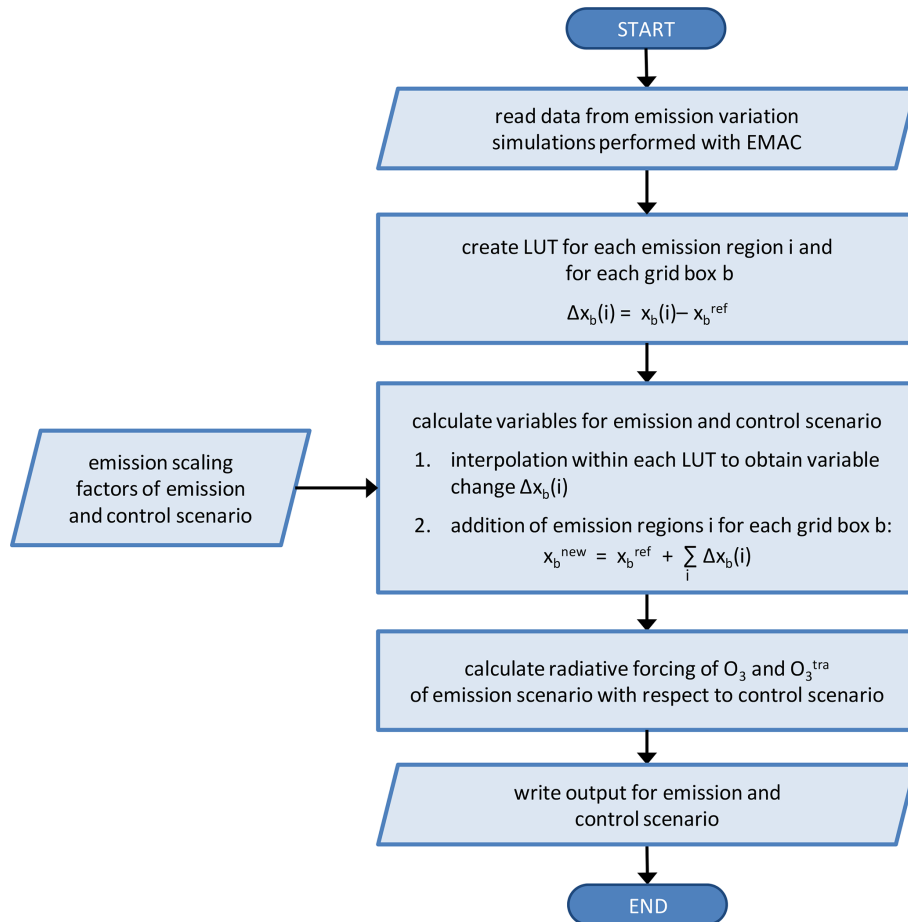 START
read data from emission variation
simulations performed with EMAC
create LUT for each emission region i and
for each grid box b
Δx_b(i) = x_b(i) – x_b^ref
calculate variables for emission and control scenario
1. interpolation within each LUT to obtain variable
change Δx_b(i)
2. addition of emission regions i for each grid box b:
x_b^new = x_b^ref + ∑_i Δx_b(i)
emission scaling
factors of emission
and control scenario
calculate radiative forcing of O₃ and O₃^tra
of emission scenario with respect to control scenario
write output for emission and
control scenario
END